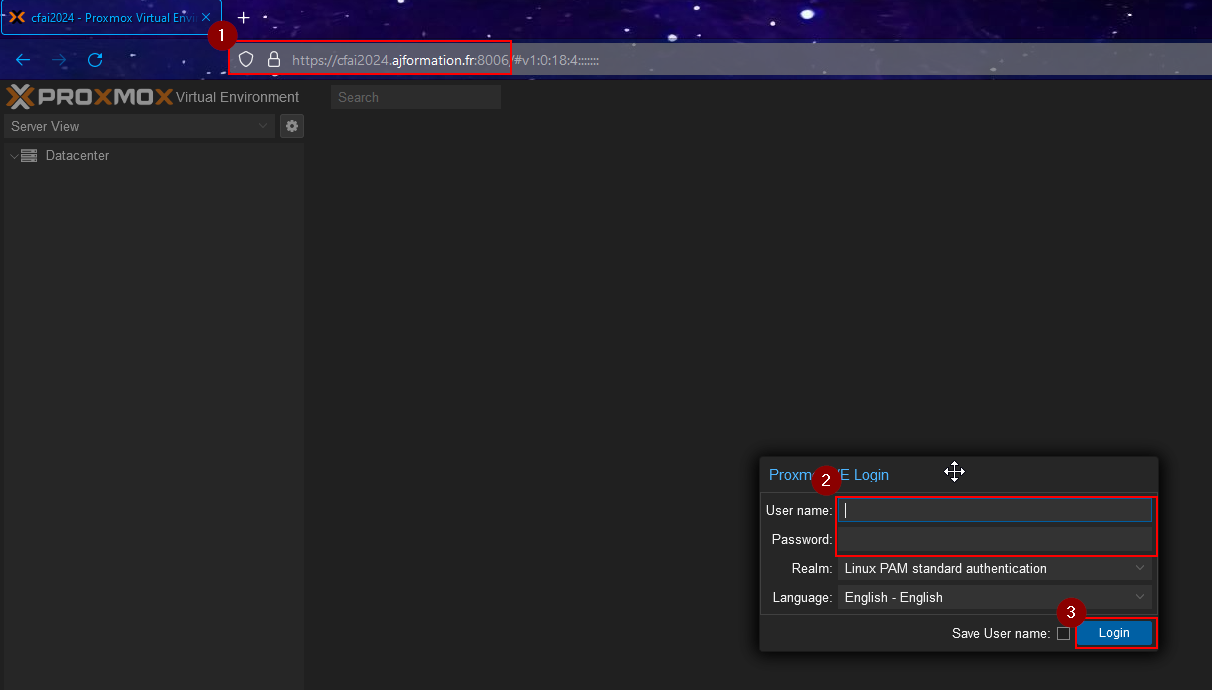 cfai2024 - Proxmox Virtual Envi
1
https://cfai2024.ajformation.fr:8006/#v1:0:18:4:::::::
PROXMOX Virtual Environment
Search
Server View
Datacenter
Proxm VE Login
2
User name:
Password:
Realm: Linux PAM standard authentication
Language: English - English
3
Save User name:
Login